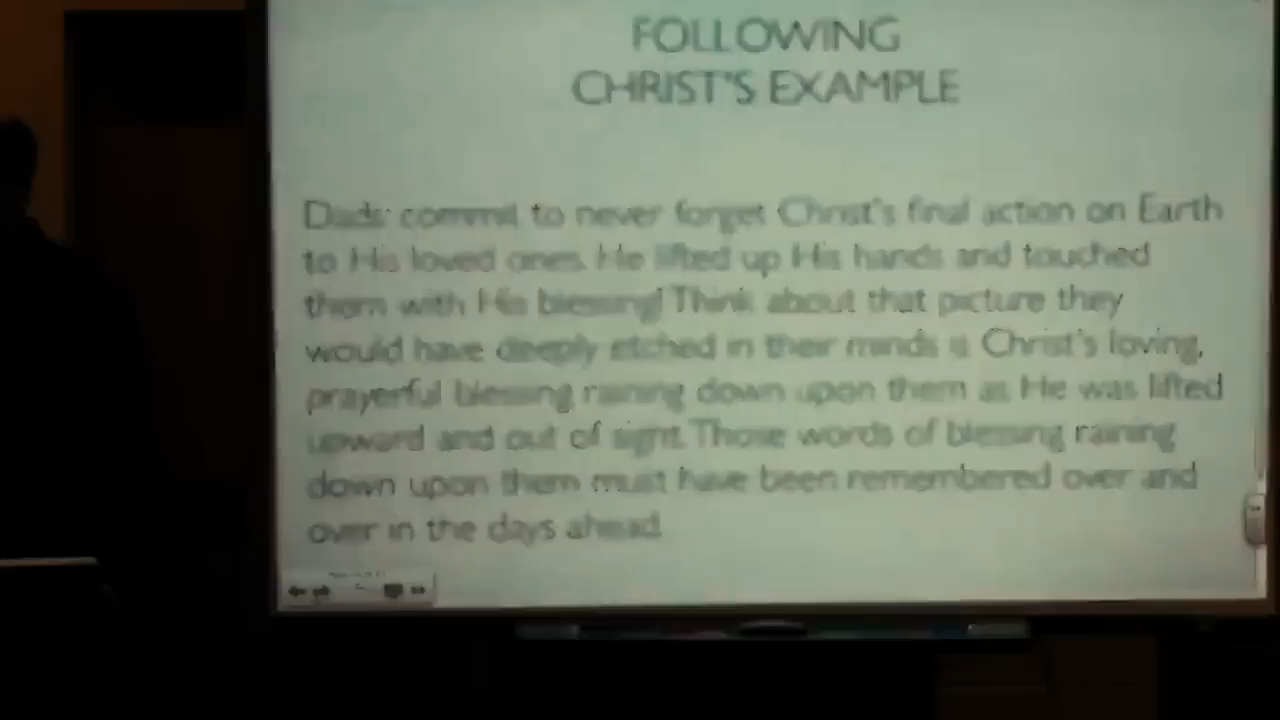 FOLLOWING
CHRIST'S EXAMPLE
Dads: commit to never forget Christ's final action on Earth
to His loved ones. He lifted up His hands and touched
them with His blessing! Think about that picture they
would have deeply etched in their minds Christ's loving,
prayerful blessing raining down upon them as He was lifted
upward and out of sight. Those words of blessing raining
down upon them must have been remembered over and
over in the days ahead.